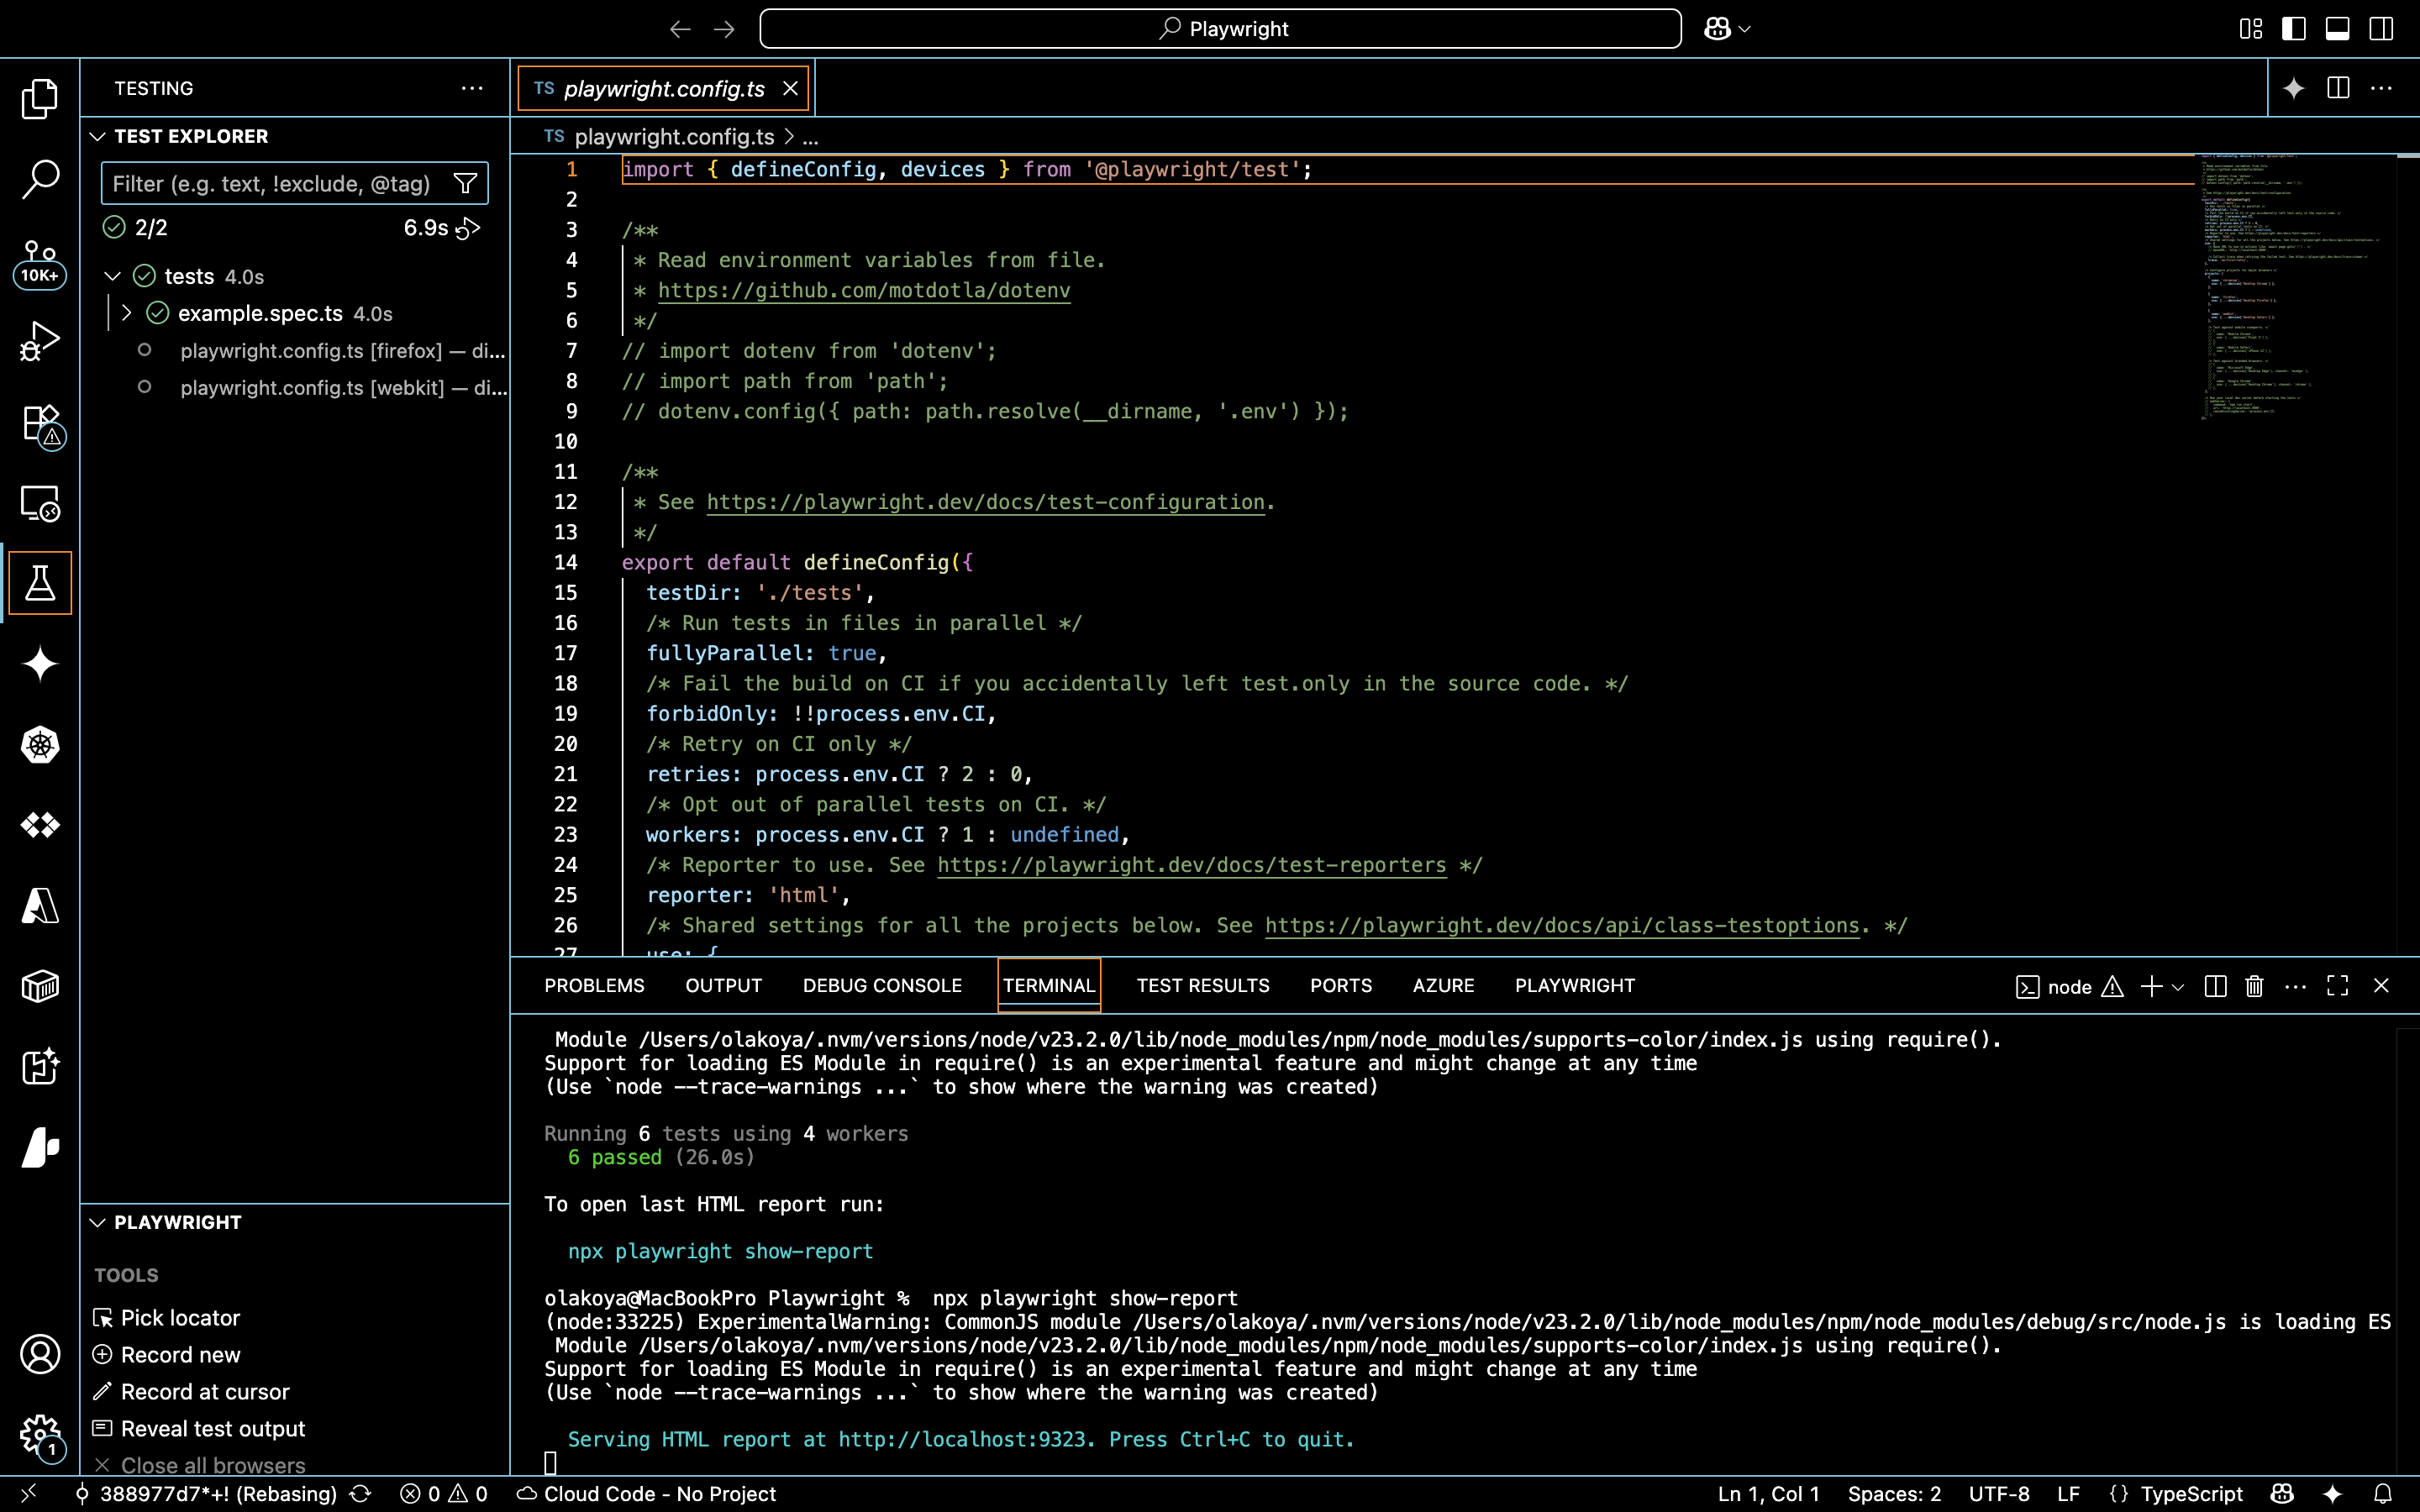 Playwright
TESTING
TEST EXPLORER
Filter (e.g. text, !exclude, @tag)
2/2
6.9s
tests 4.0s
example.spec.ts 4.0s
playwright.config.ts [firefox] — di...
playwright.config.ts [webkit] — di...
10K+
TS playwright.config.ts
TS playwright.config.ts > ...
1 import { defineConfig, devices } from '@playwright/test';
2
3 /**
4 * Read environment variables from file.
5 * https://github.com/motdotla/dotenv
6 */
7 // import dotenv from 'dotenv';
8 // import path from 'path';
9 // dotenv.config({ path: path.resolve(__dirname, '.env') });
10
11 /**
12 * See https://playwright.dev/docs/test-configuration.
13 */
14 export default defineConfig({
15 testDir: './tests',
16 /* Run tests in files in parallel */
17 fullyParallel: true,
18 /* Fail the build on CI if you accidentally left test.only in the source code. */
19 forbidOnly: !!process.env.CI,
20 /* Retry on CI only */
21 retries: process.env.CI ? 2 : 0,
22 /* Opt out of parallel tests on CI. */
23 workers: process.env.CI ? 1 : undefined,
24 /* Reporter to use. See https://playwright.dev/docs/test-reporters */
25 reporter: 'html',
26 /* Shared settings for all the projects below. See https://playwright.dev/docs/api/class-testoptions. */
27 use: {
PROBLEMS OUTPUT DEBUG CONSOLE TERMINAL TEST RESULTS PORTS AZURE PLAYWRIGHT
node
Module /Users/olakoya/.nvm/versions/node/v23.2.0/lib/node_modules/npm/node_modules/supports-color/index.js using require().
Support for loading ES Module in require() is an experimental feature and might change at any time
(Use `node --trace-warnings ...` to show where the warning was created)
Running 6 tests using 4 workers
6 passed (26.0s)
To open last HTML report run:
npx playwright show-report
olakoya@MacBookPro Playwright % npx playwright show-report
(node:33225) ExperimentalWarning: CommonJS module /Users/olakoya/.nvm/versions/node/v23.2.0/lib/node_modules/npm/node_modules/debug/src/node.js is loading ES
Module /Users/olakoya/.nvm/versions/node/v23.2.0/lib/node_modules/npm/node_modules/supports-color/index.js using require().
Support for loading ES Module in require() is an experimental feature and might change at any time
(Use `node --trace-warnings ...` to show where the warning was created)
Serving HTML report at http://localhost:9323. Press Ctrl+C to quit.
PLAYWRIGHT
TOOLS
Pick locator
Record new
Record at cursor
Reveal test output
Close all browsers
1
388977d7*+! (Rebasing) 0 0 Cloud Code - No Project
Ln 1, Col 1 Spaces: 2 UTF-8 LF {} TypeScript